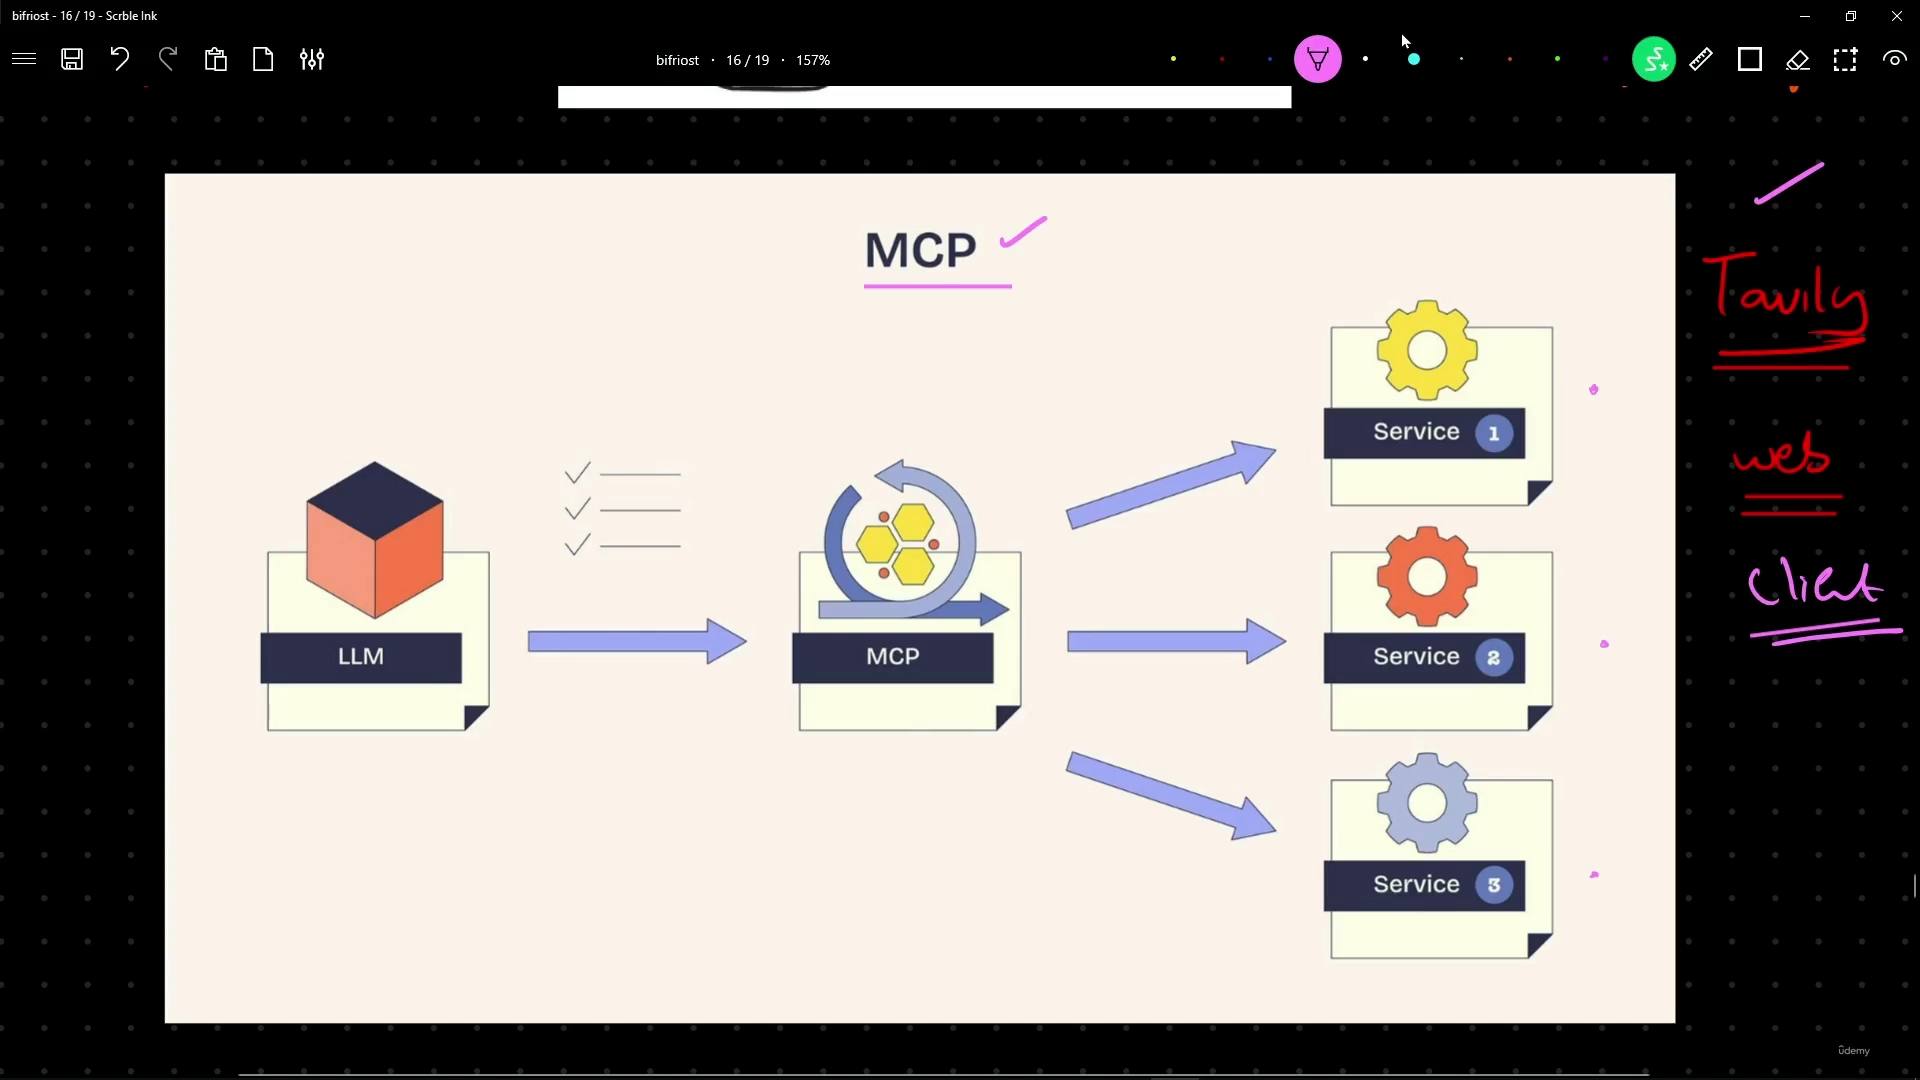 bifriost - 16 / 19 - Scrble Ink
bifriost · 16 / 19 · 157%
MCP
Tavily
web
Client
Service 1
LLM
MCP
Service 2
Service 3
ûdemy